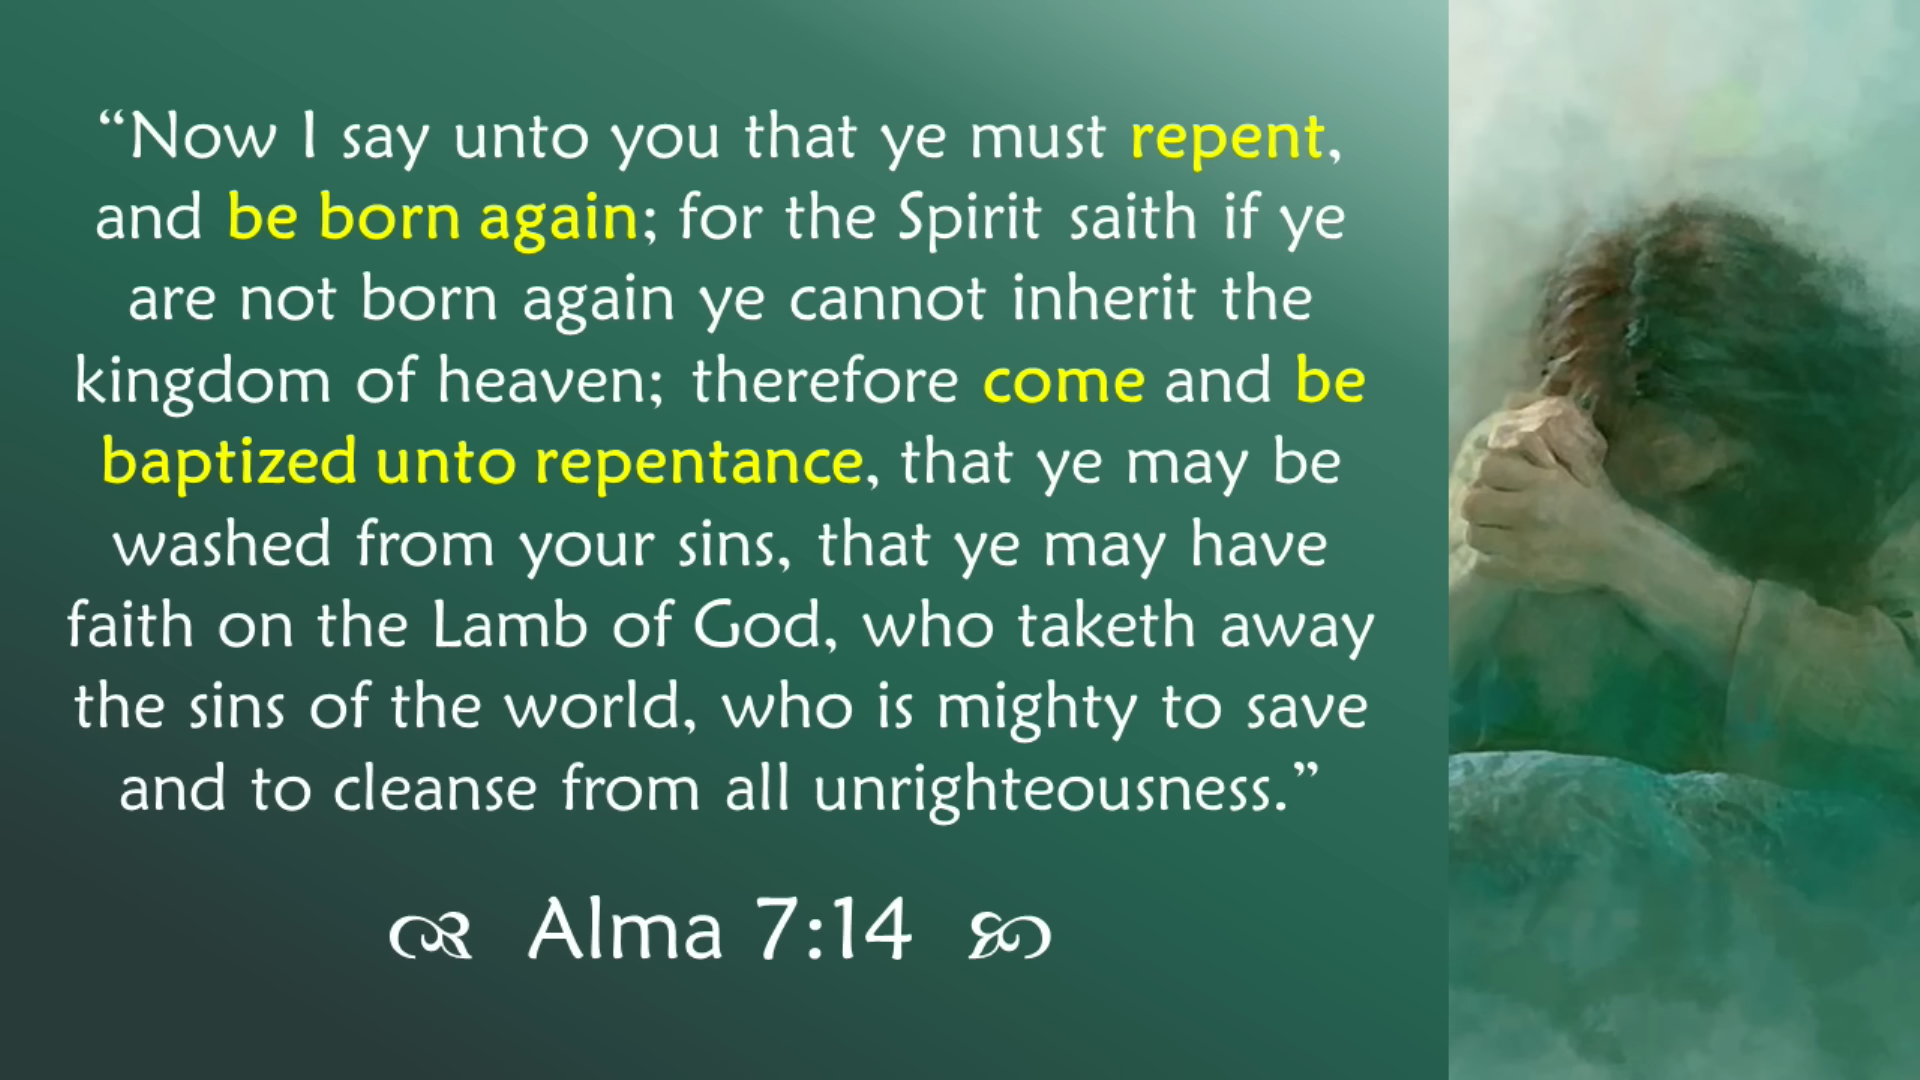 “Now I say unto you that ye must repent,
and be born again; for the Spirit saith if ye
are not born again ye cannot inherit the
kingdom of heaven; therefore come and be
baptized unto repentance, that ye may be
washed from your sins, that ye may have
faith on the Lamb of God, who taketh away
the sins of the world, who is mighty to save
and to cleanse from all unrighteousness.”
Alma 7:14